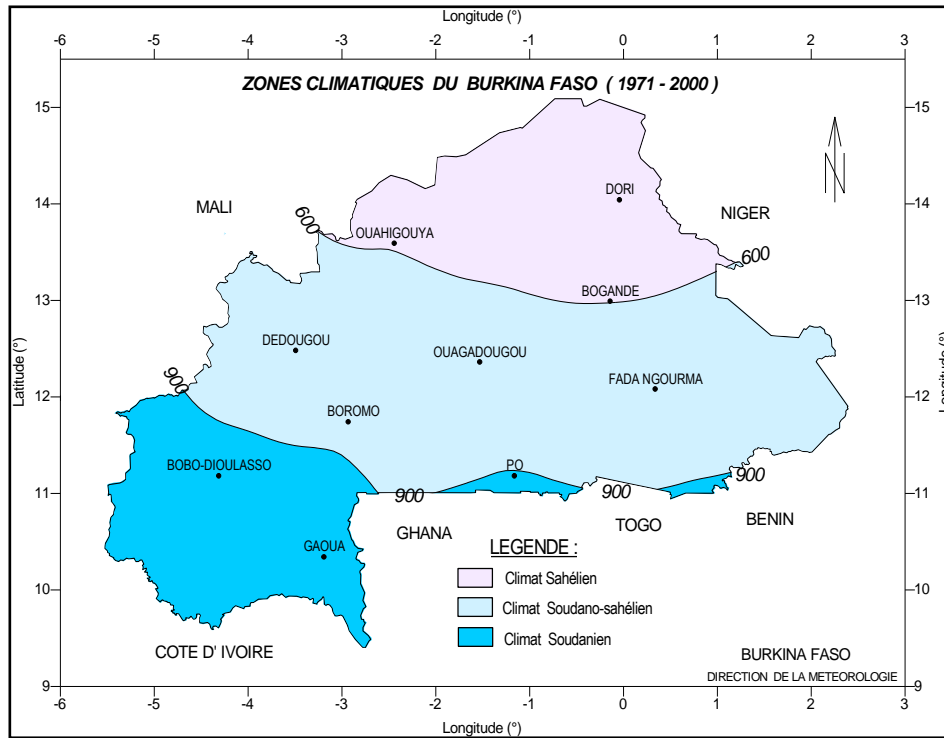 Longitude (°)
-6 -5 -4 -3 -2 -1 0 1 2 3
ZONES CLIMATIQUES DU BURKINA FASO ( 1971 - 2000 )
15 15
DORI
14 14
MALI
NIGER
600
OUAHIGOUYA
600
13 13
BOGANDE
DEDOUGOU
OUAGADOUGOU
FADA NGOURMA
Latitude (°)
Longitude (°)
900
12 12
BOROMO
BOBO-DIOULASSO
PO
900
11 11
900
900
GHANA
TOGO
BENIN
GAOUA
LEGENDE :
Climat Sahélien
10 10
Climat Soudano-sahélien
Climat Soudanien
COTE D' IVOIRE
BURKINA FASO
DIRECTION DE LA METEOROLOGIE
9 9
-6 -5 -4 -3 -2 -1 0 1 2 3
Longitude (°)
N